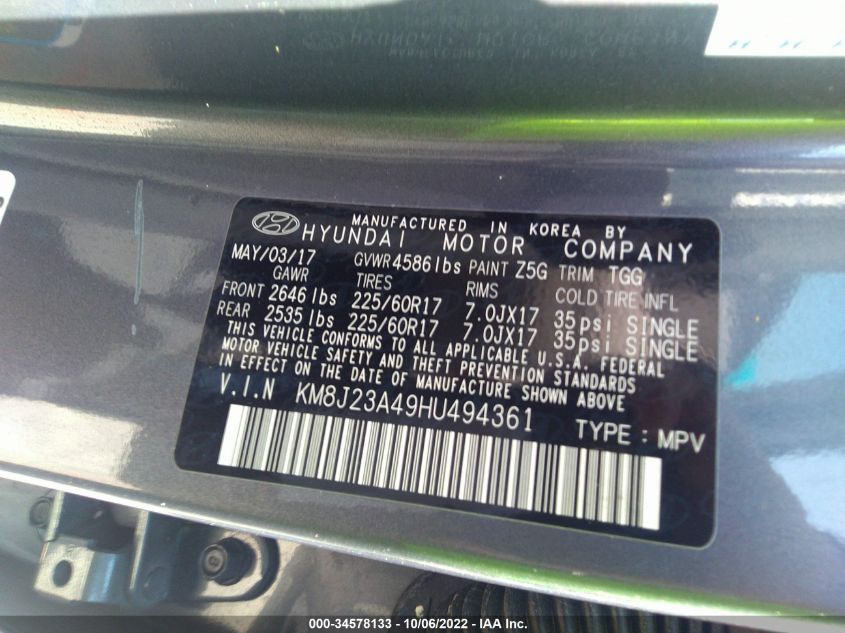 MANUFACTURED IN KOREA BY
HYUNDAI MOTOR COMPANY
MAY/03/17 GVWR 4586 lbs PAINT Z5G TRIM TGG
GAWR TIRES RIMS COLD TIRE INFL
FRONT 2646 lbs 225/60R17 7.0JX17 35psi SINGLE
REAR 2535 lbs 225/60R17 7.0JX17 35psi SINGLE
THIS VEHICLE CONFORMS TO ALL APPLICABLE U.S.A. FEDERAL
MOTOR VEHICLE SAFETY AND THEFT PREVENTION STANDARDS
IN EFFECT ON THE DATE OF MANUFACTURE SHOWN ABOVE
V.I.N KM8J23A49HU494361 TYPE : MPV
000-34578133 - 10/06/2022 - IAA Inc.